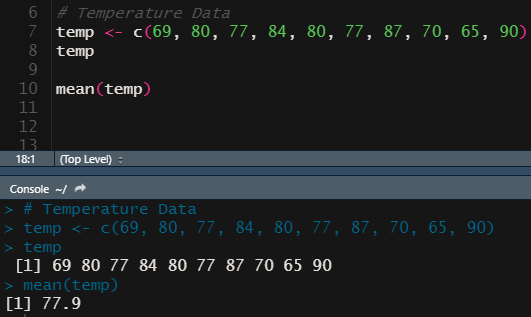 6 # Temperature Data
7 temp <- c(69, 80, 77, 84, 80, 77, 87, 70, 65, 90)
8 temp
9
10 mean(temp)
11
12
13
18:1 (Top Level)
Console ~/
> # Temperature Data
> temp <- c(69, 80, 77, 84, 80, 77, 87, 70, 65, 90)
> temp
[1] 69 80 77 84 80 77 87 70 65 90
> mean(temp)
[1] 77.9